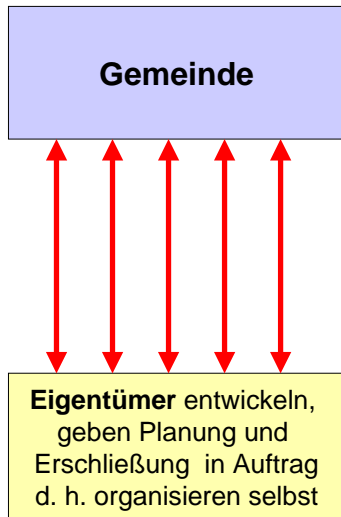 Gemeinde
Eigentümer entwickeln,
geben Planung und
Erschließung in Auftrag
d. h. organisieren selbst